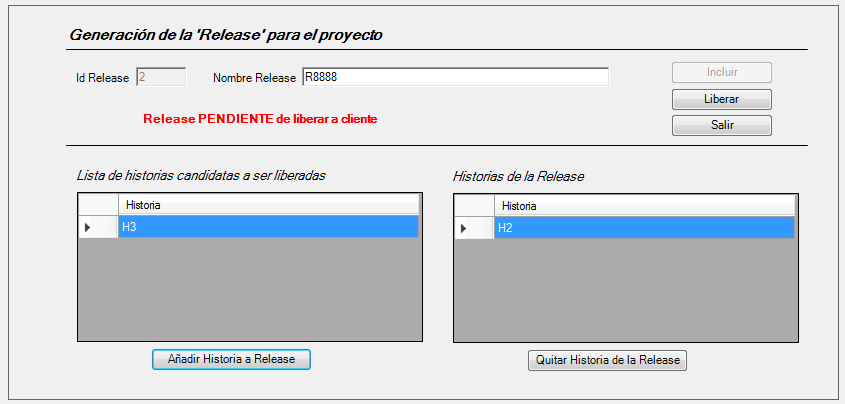 Generación de la 'Release' para el proyecto
Id Release 2 Nombre Release R8888 Incluir
Liberar
Release PENDIENTE de liberar a cliente
Salir
Lista de historias candidatas a ser liberadas
Historia
H3
Añadir Historia a Release
Historias de la Release
Historia
H2
Quitar Historia de la Release